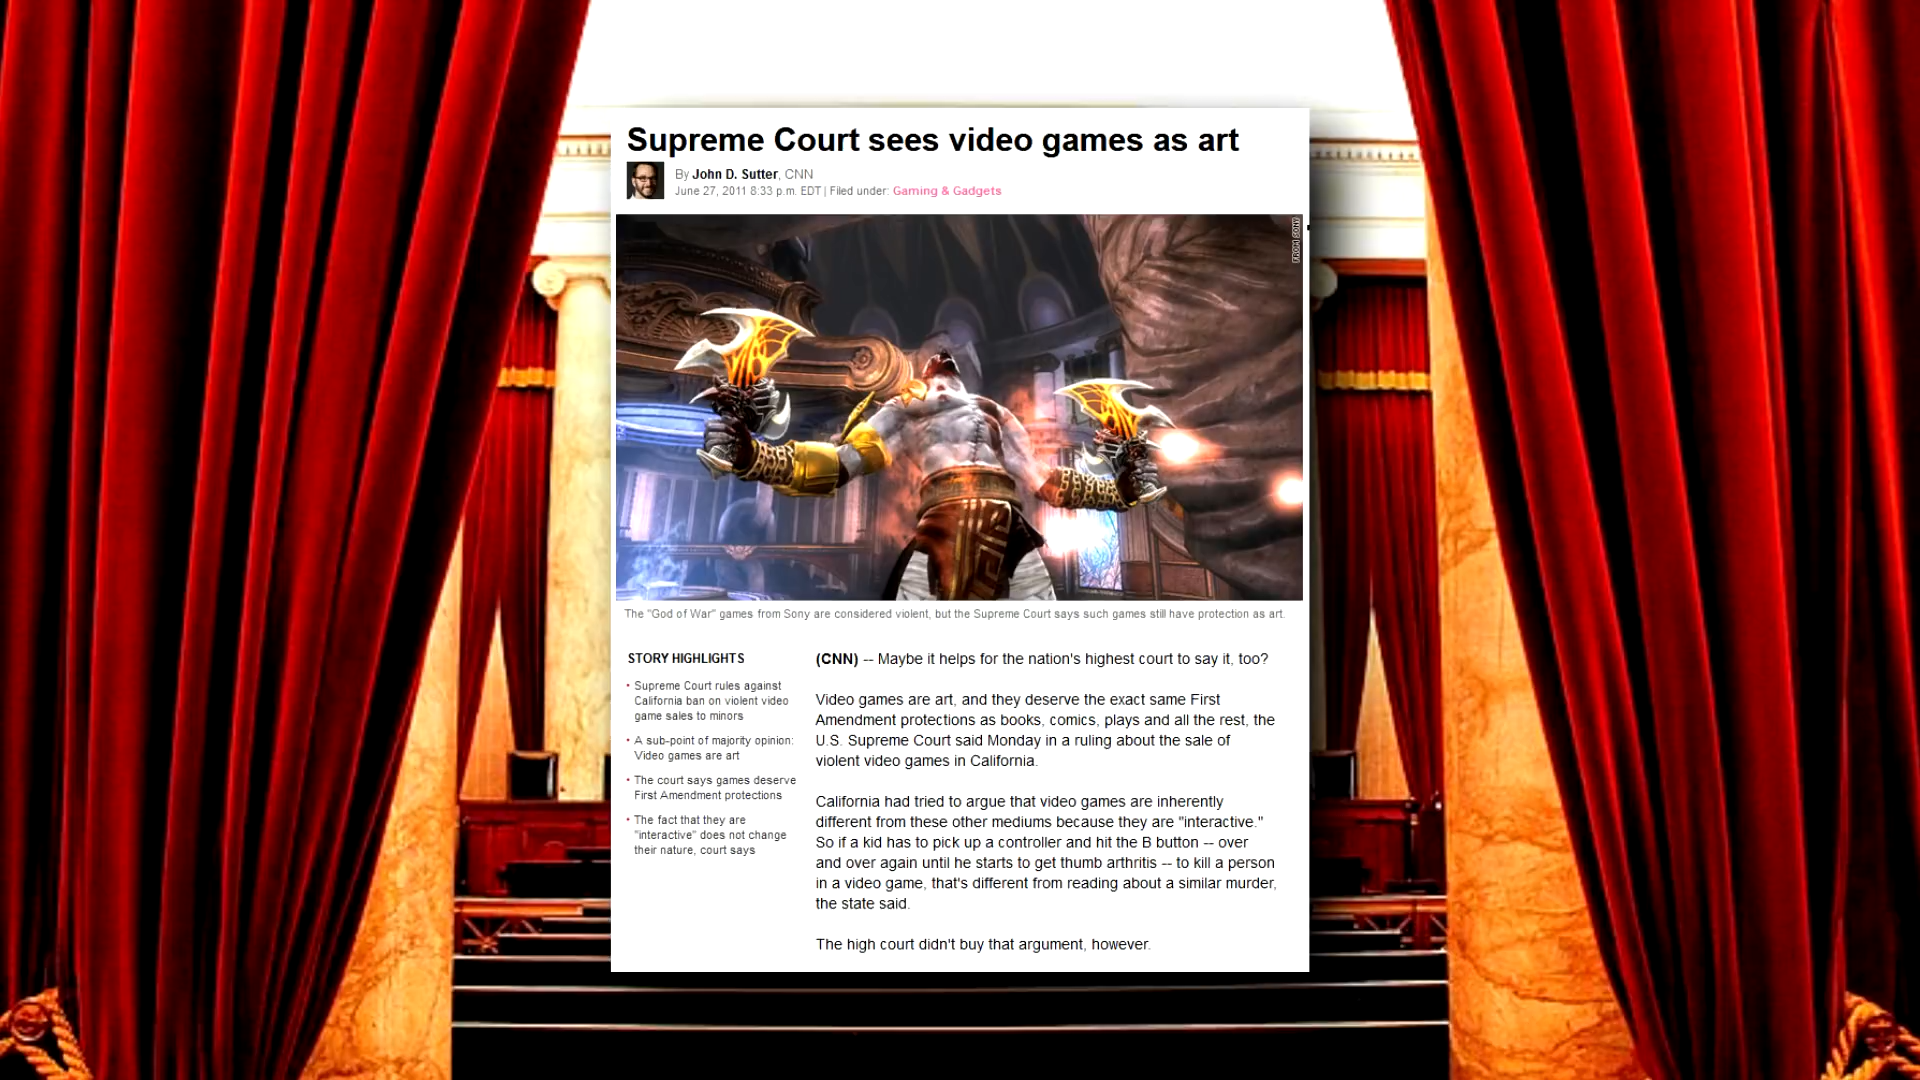 Supreme Court sees video games as art
By John D. Sutter, CNN
June 27, 2011 8:33 p.m. EDT | Filed under: Gaming & Gadgets
FROM SONY
The "God of War" games from Sony are considered violent, but the Supreme Court says such games still have protection as art.
STORY HIGHLIGHTS
• Supreme Court rules against
California ban on violent video
game sales to minors
• A sub-point of majority opinion:
Video games are art
• The court says games deserve
First Amendment protections
• The fact that they are
"interactive" does not change
their nature, court says
(CNN) -- Maybe it helps for the nation's highest court to say it, too?
Video games are art, and they deserve the exact same First
Amendment protections as books, comics, plays and all the rest, the
U.S. Supreme Court said Monday in a ruling about the sale of
violent video games in California.
California had tried to argue that video games are inherently
different from these other mediums because they are "interactive."
So if a kid has to pick up a controller and hit the B button -- over
and over again until he starts to get thumb arthritis -- to kill a person
in a video game, that's different from reading about a similar murder,
the state said.
The high court didn't buy that argument, however.